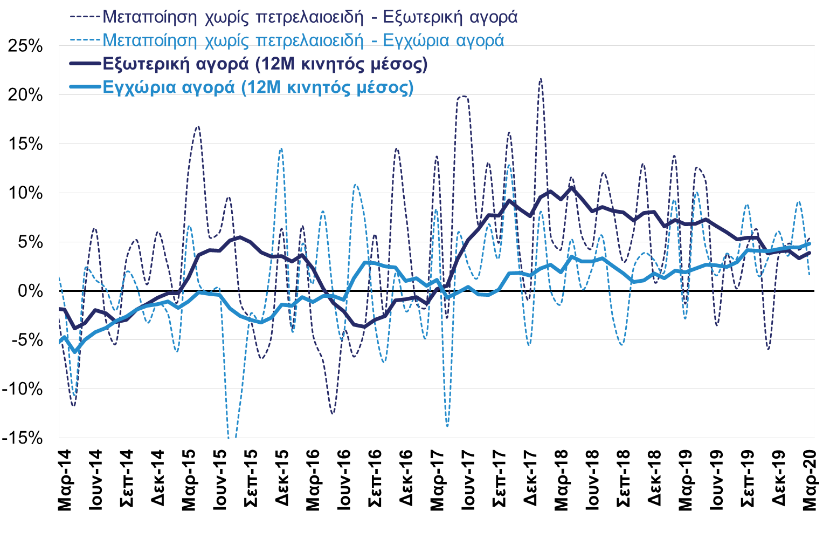 Μεταποίηση χωρίς πετρελαιοειδή - Εξωτερική αγορά
Μεταποίηση χωρίς πετρελαιοειδή - Εγχώρια αγορά
Εξωτερική αγορά (12Μ κινητός μέσος)
Εγχώρια αγορά (12Μ κινητός μέσος)
25%
20%
15%
10%
5%
0%
-5%
-10%
-15%
Μαρ-14
Ιουν-14
Σεπ-14
Δεκ-14
Μαρ-15
Ιουν-15
Σεπ-15
Δεκ-15
Μαρ-16
Ιουν-16
Σεπ-16
Δεκ-16
Μαρ-17
Ιουν-17
Σεπ-17
Δεκ-17
Μαρ-18
Ιουν-18
Σεπ-18
Δεκ-18
Μαρ-19
Ιουν-19
Σεπ-19
Δεκ-19
Μαρ-20